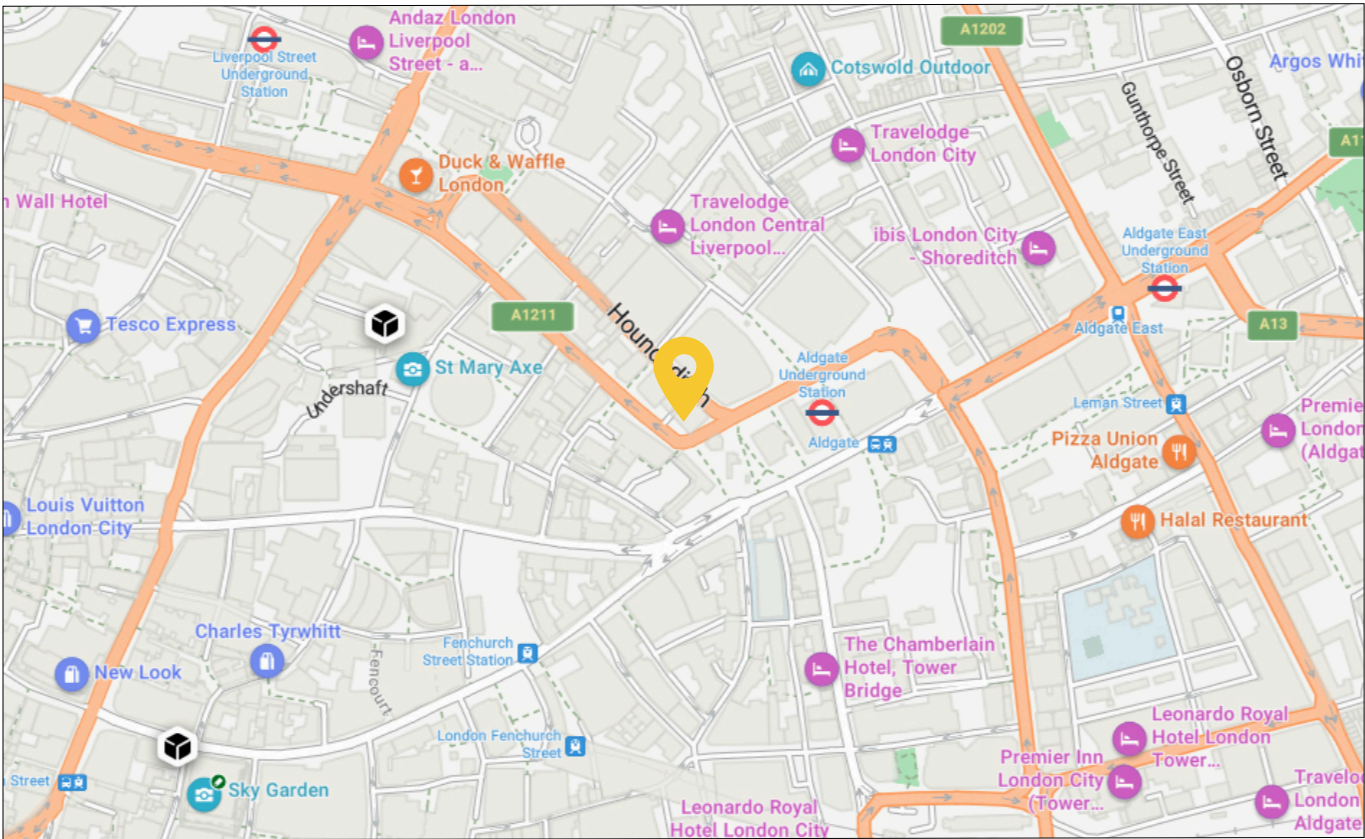 Andaz London
Liverpool
Street - a...
Liverpool Street
Underground
Station
A1202
Cotswold Outdoor
Osborn Street
Argos Whi
Gunthorpe Street
Travelodge
London City
A1
Duck & Waffle
London
n Wall Hotel
Travelodge
London Central
Liverpool...
ibis London City
- Shoreditch
Aldgate East
Underground
Station
A1211
Tesco Express
Aldgate East
A13
St Mary Axe
Undershaft
Aldgate
Underground
Station
Leman Street
Premie
London
(Aldgat
Aldgate
Pizza Union
Aldgate
Louis Vuitton
London City
Halal Restaurant
Charles Tyrwhitt
Fenchurch
Street Station
The Chamberlain
Hotel, Tower
Bridge
New Look
Fencourt
London Fenchurch
Street
Leonardo Royal
Hotel London
Tower...
Premier Inn
London City
(Tower...
Street
Sky Garden
Travelo
London
Aldgate
Leonardo Royal
Hotel London City